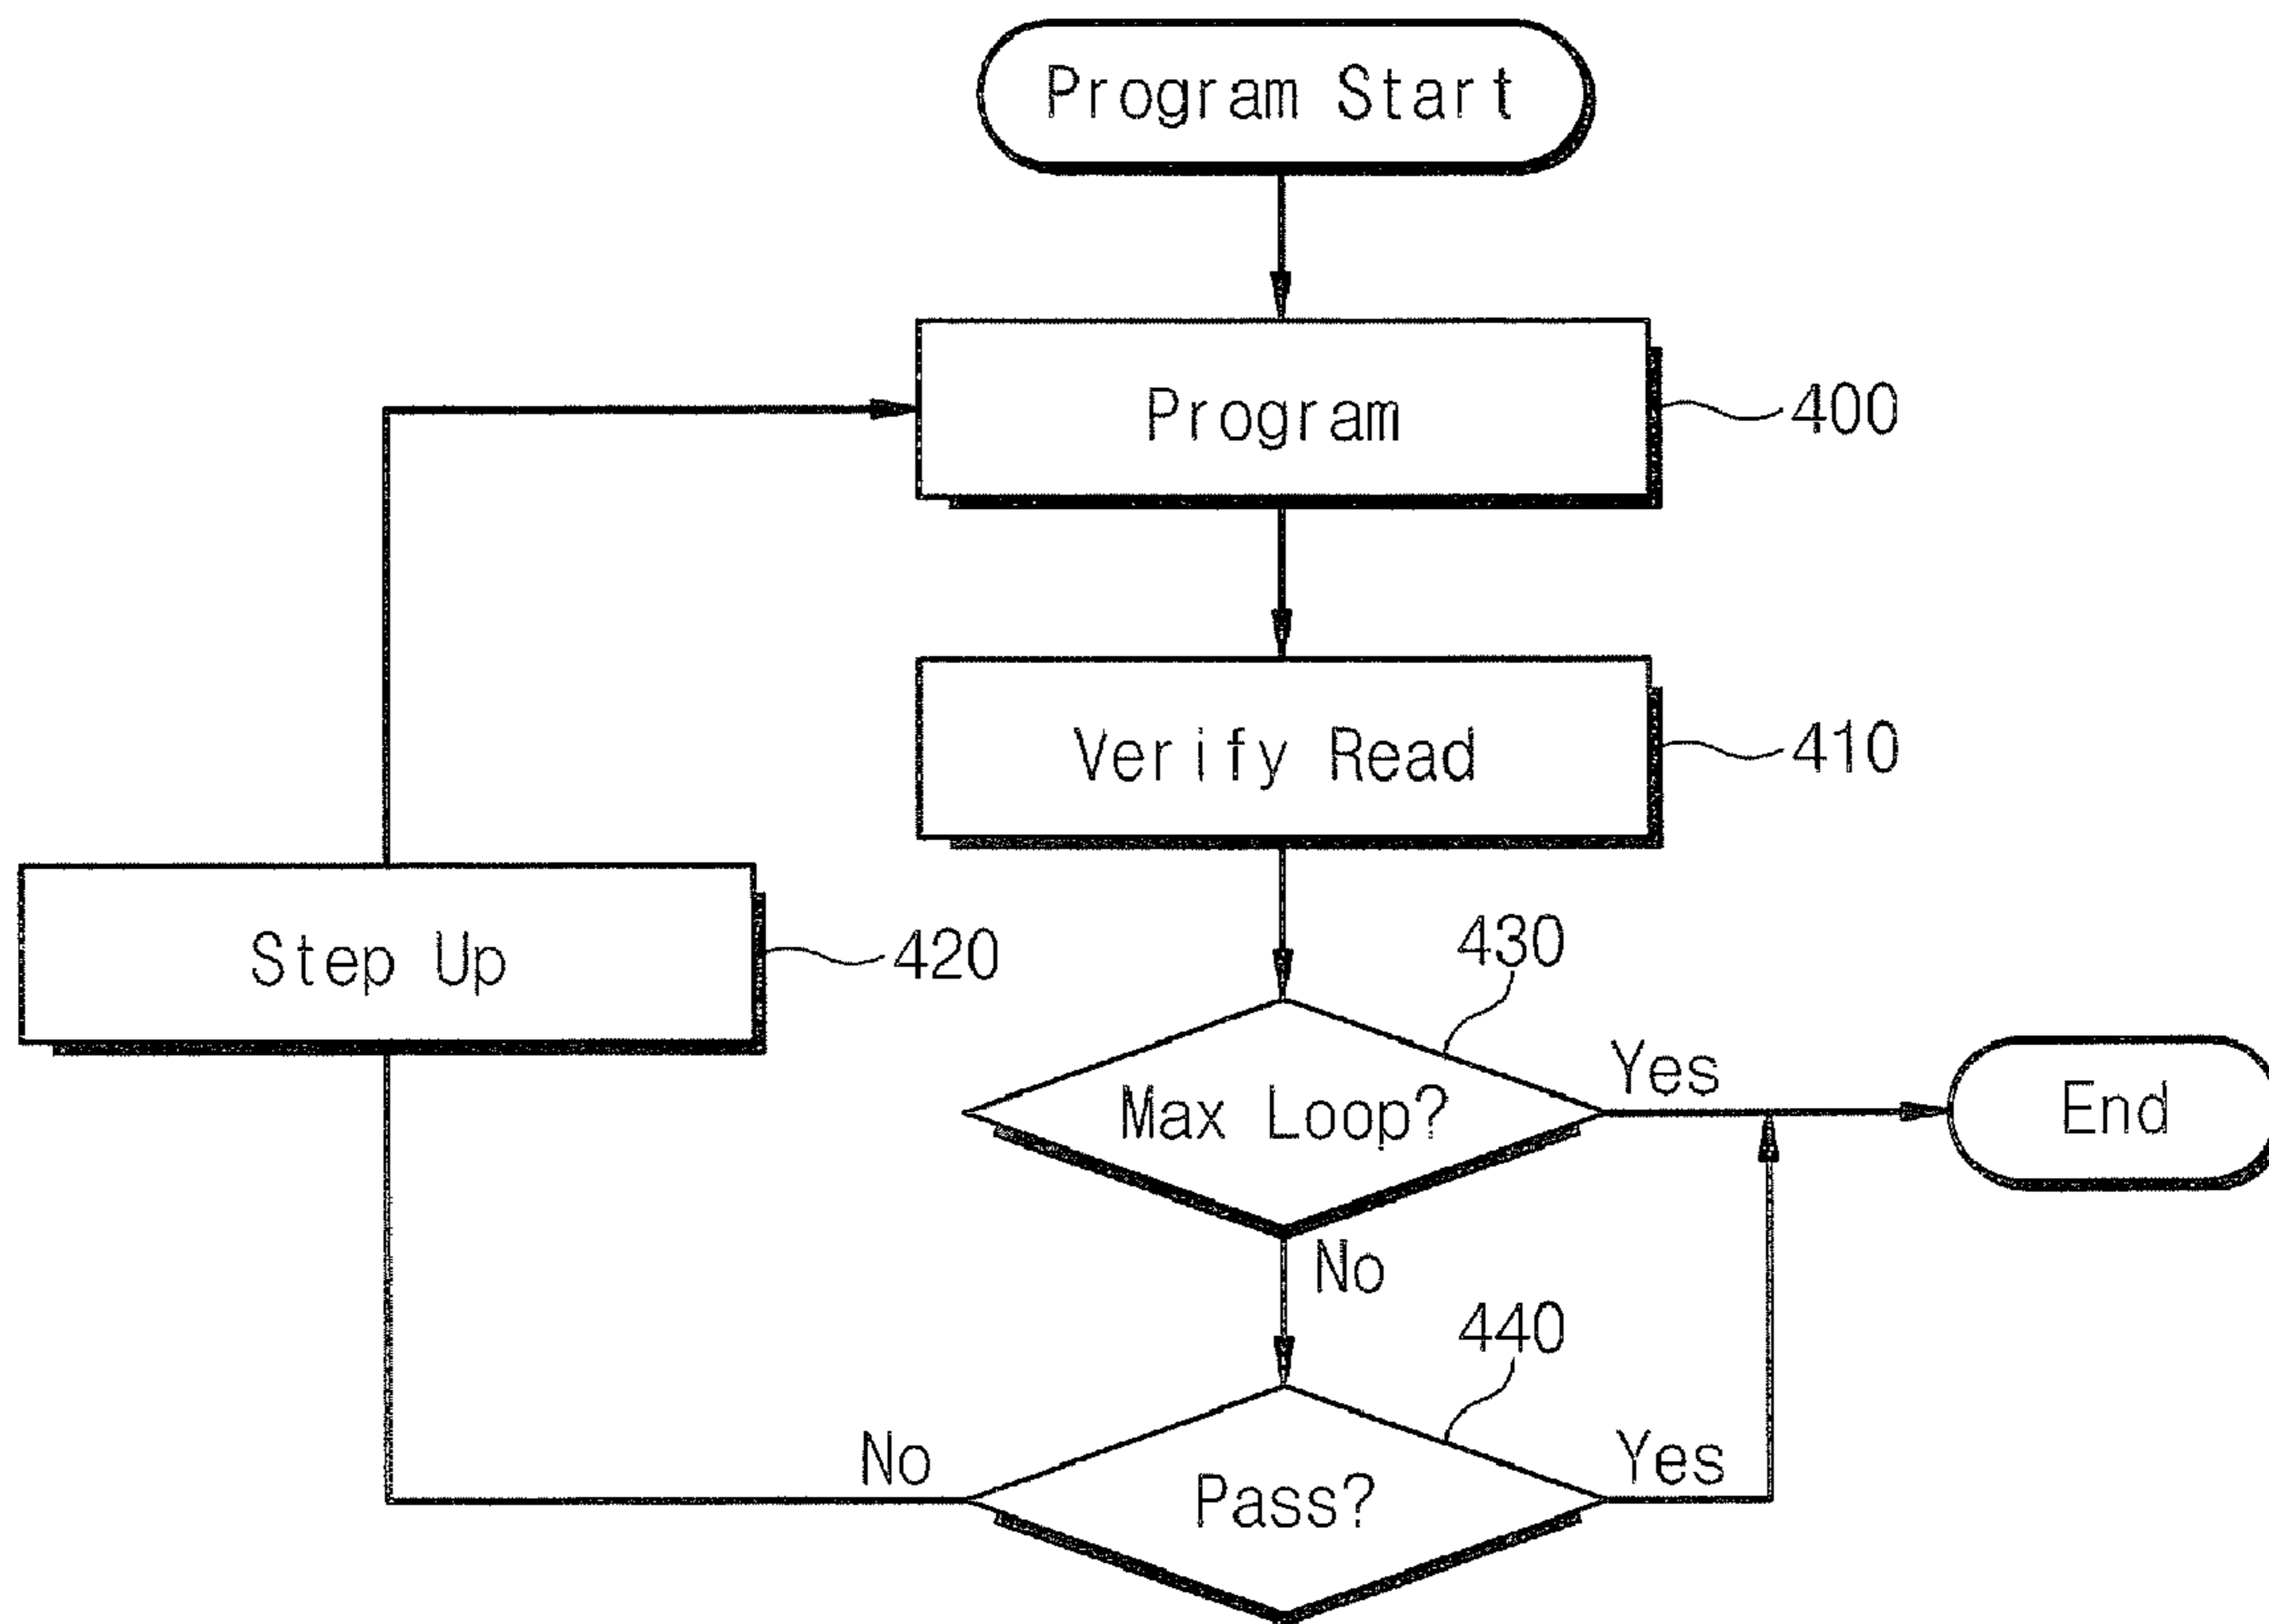 Program Start
Program
400
Verify Read
410
Step Up
420
430
Max Loop?
Yes
End
No
440
No
Pass?
Yes